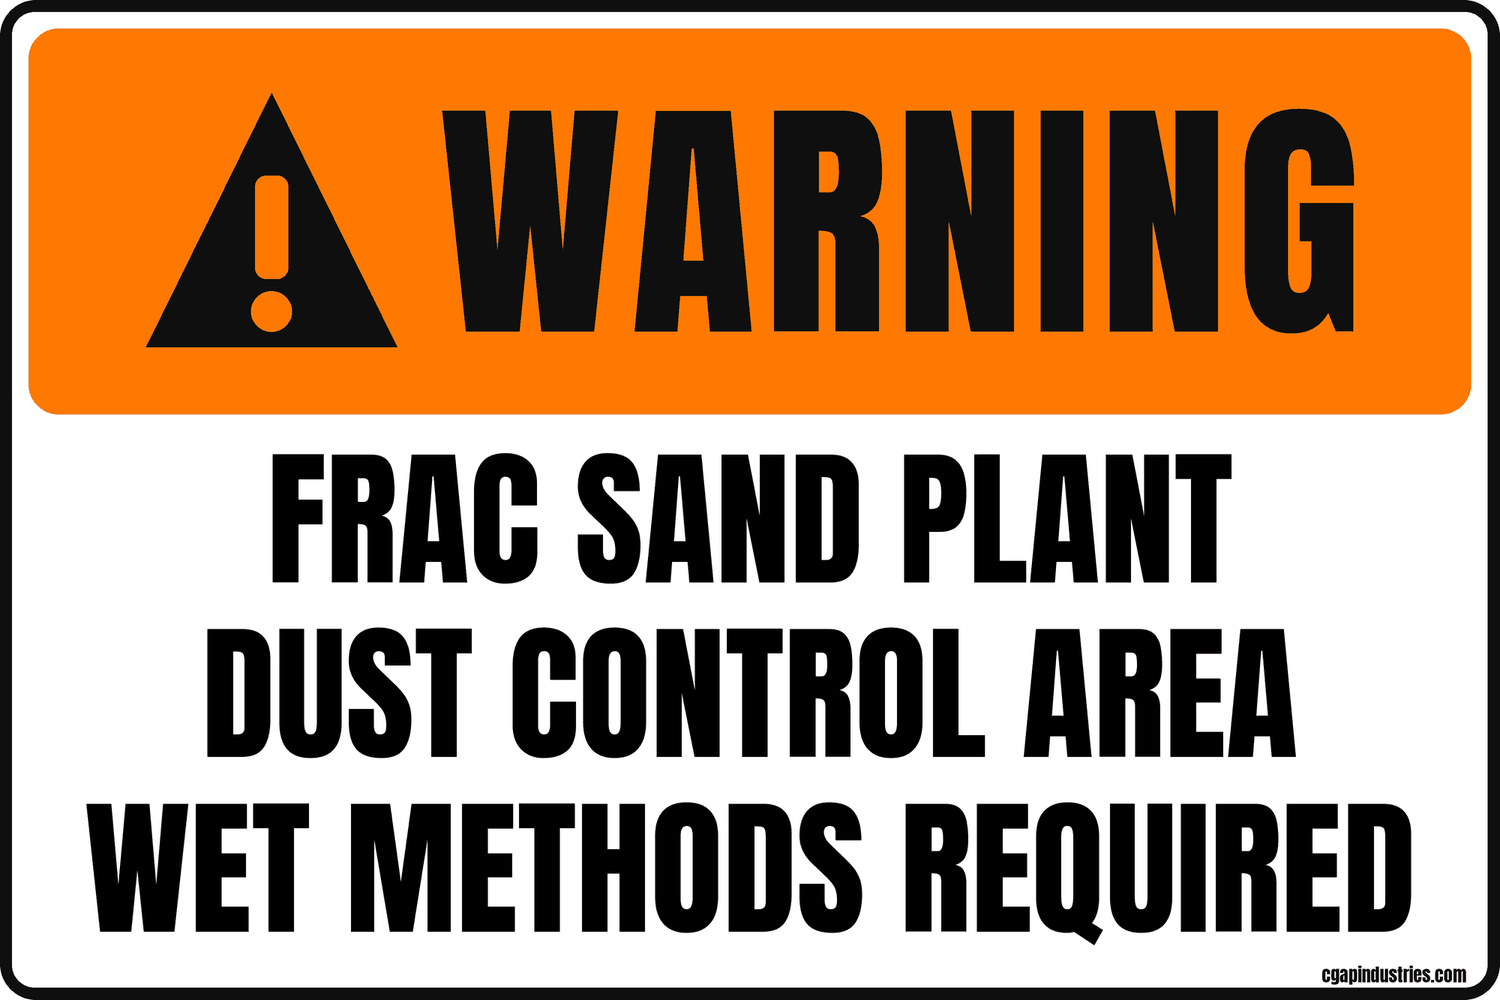 WARNING
FRAC SAND PLANT
DUST CONTROL AREA
WET METHODS REQUIRED
cgapindustries.com